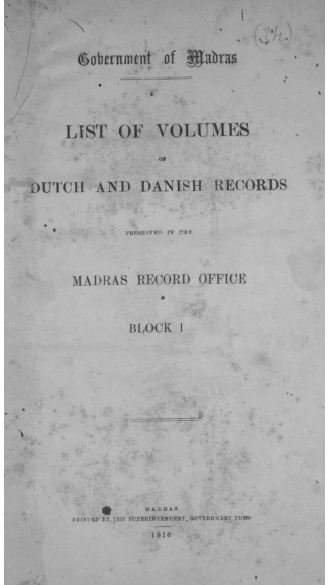 Government of Madras
LIST OF VOLUMES
OF
DUTCH AND DANISH RECORDS
PRESERVED IN THE
MADRAS RECORD OFFICE
BLOCK I
MADRAS
PRINTED BY THE SUPERINTENDENT, GOVERNMENT PRESS
1916